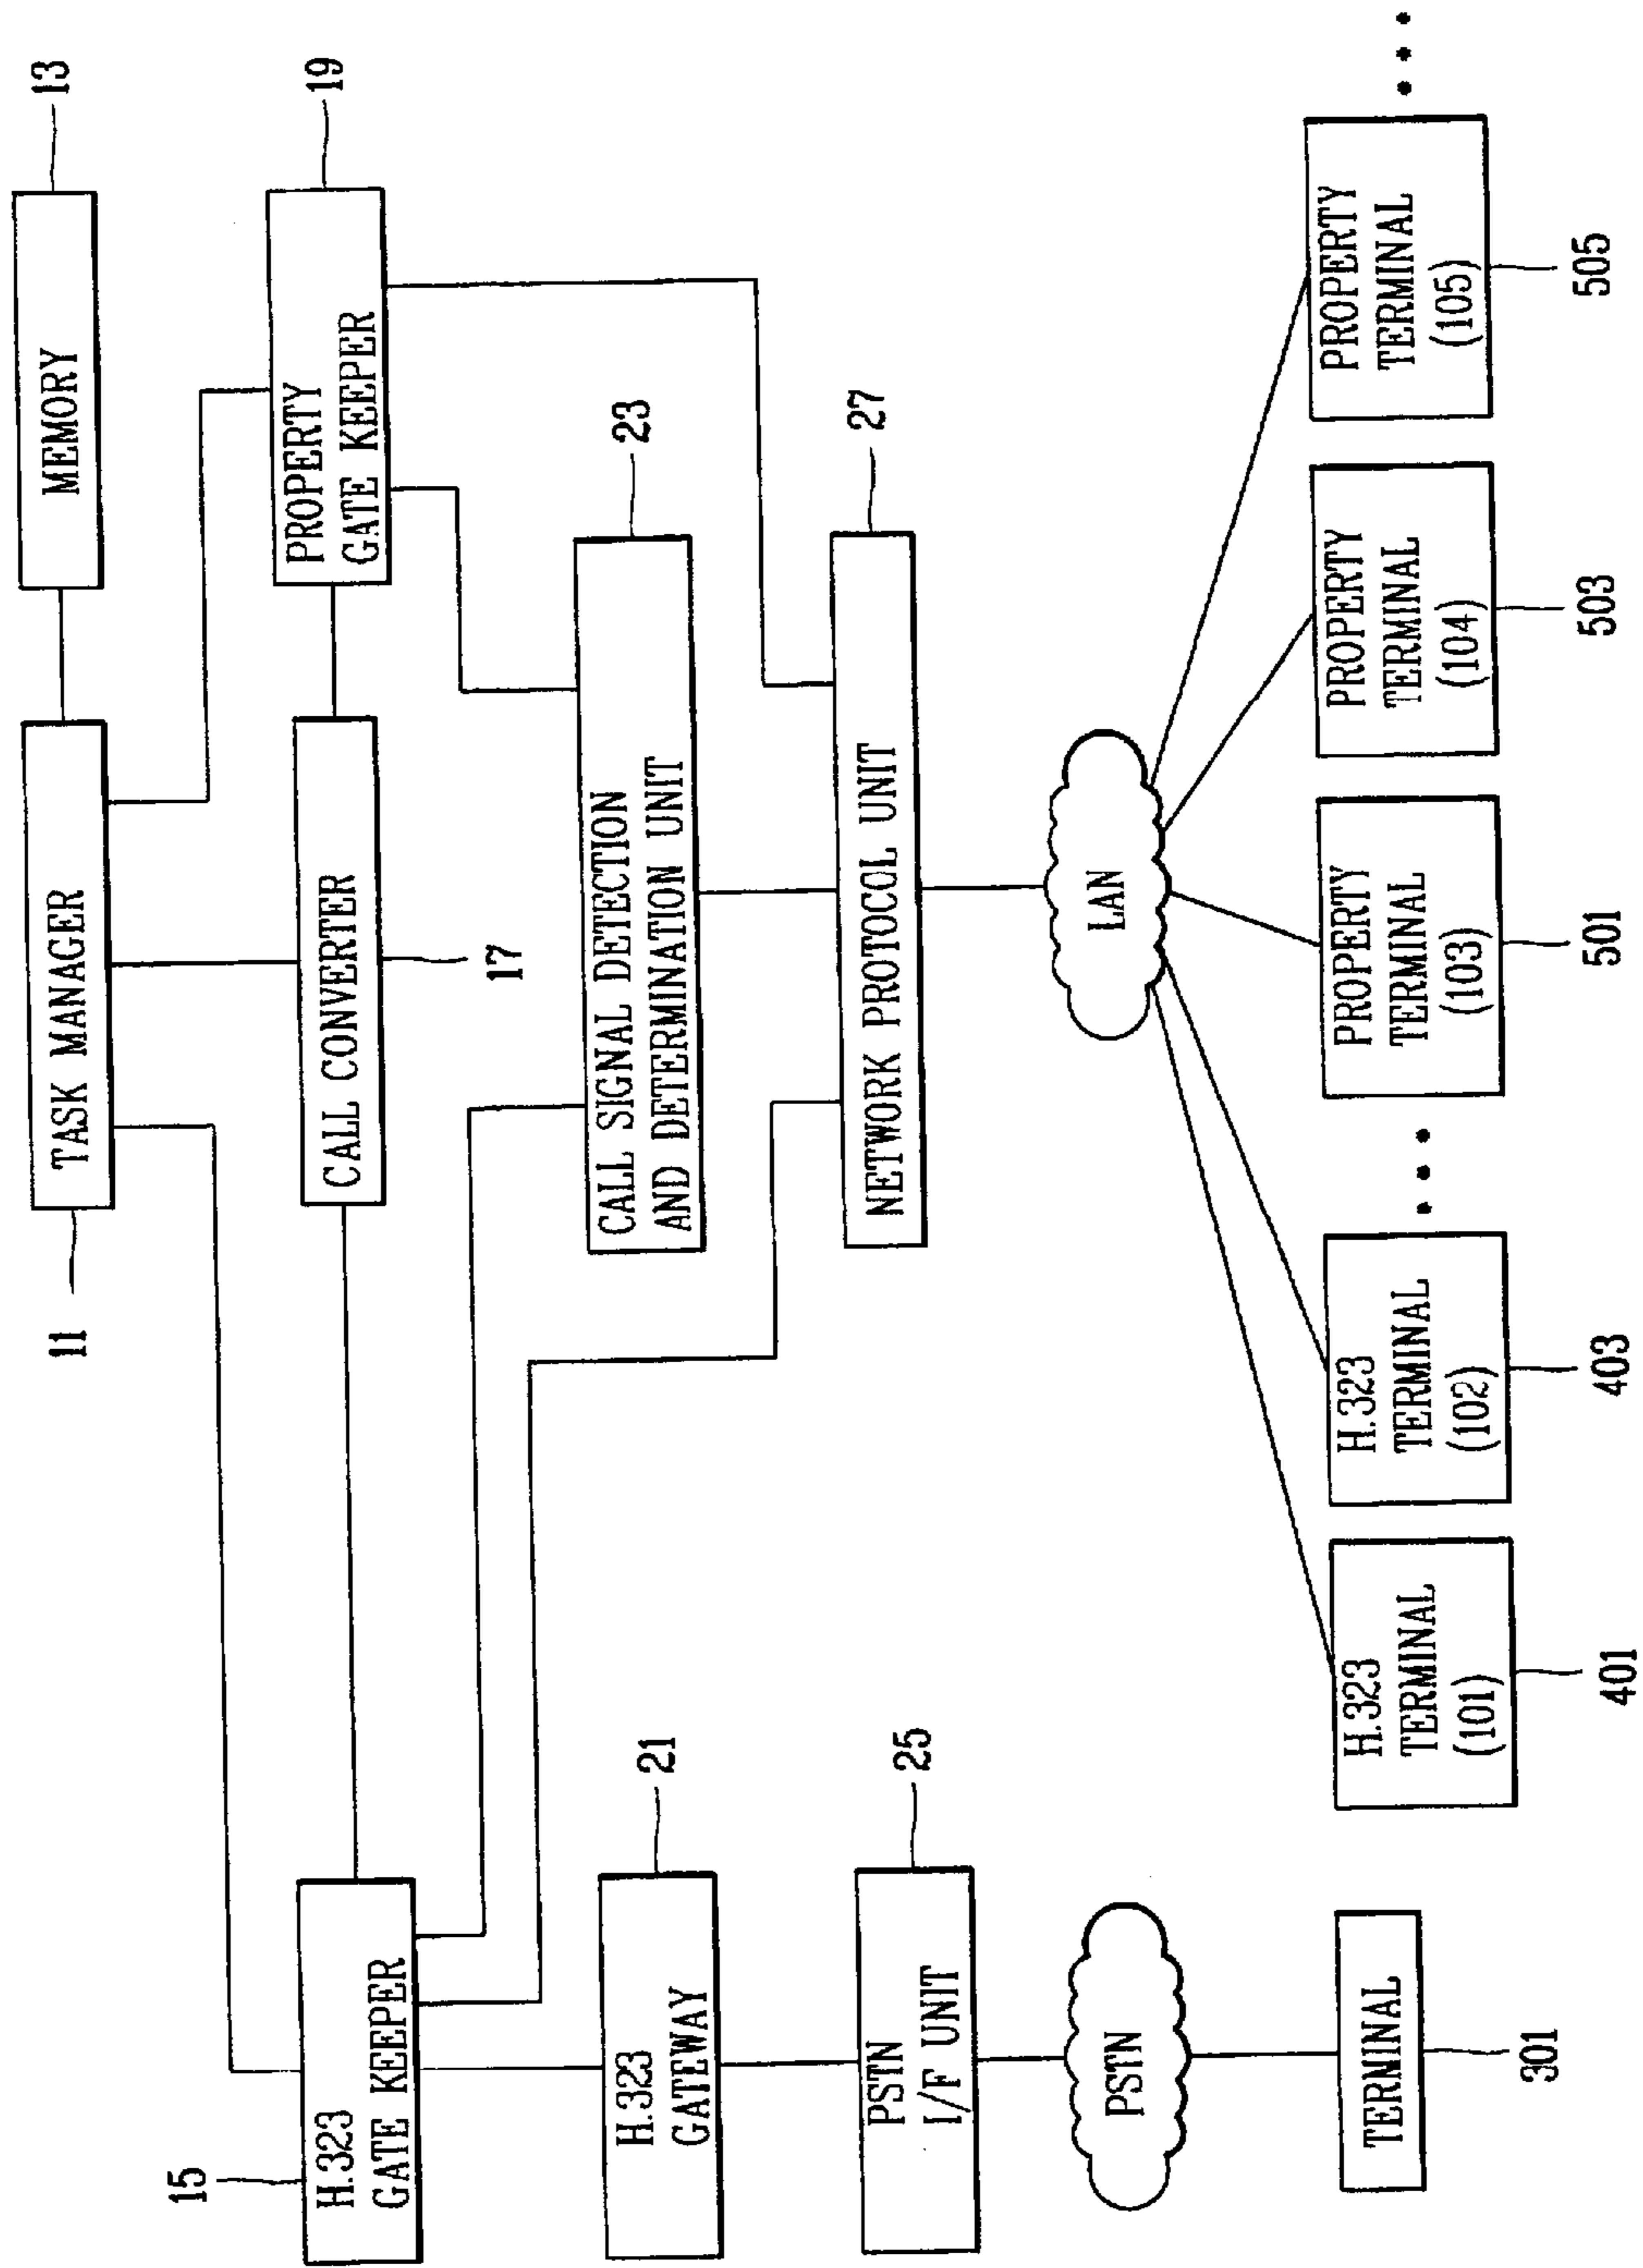 11
TASK MANAGER
MEMORY
13
15
H.323
GATE KEEPER
CALL CONVERTER
17
PROPERTY
GATE KEEPER
19
H.323
GATEWAY
21
CALL SIGNAL DETECTION
AND DETERMINATION UNIT
23
PSTN
I/F UNIT
25
NETWORK PROTOCOL UNIT
27
PSTN
LAN
TERMINAL
301
H.323
TERMINAL
(101)
401
H.323
TERMINAL
(102)
403
PROPERTY
TERMINAL
(103)
501
PROPERTY
TERMINAL
(104)
503
PROPERTY
TERMINAL
(105)
505